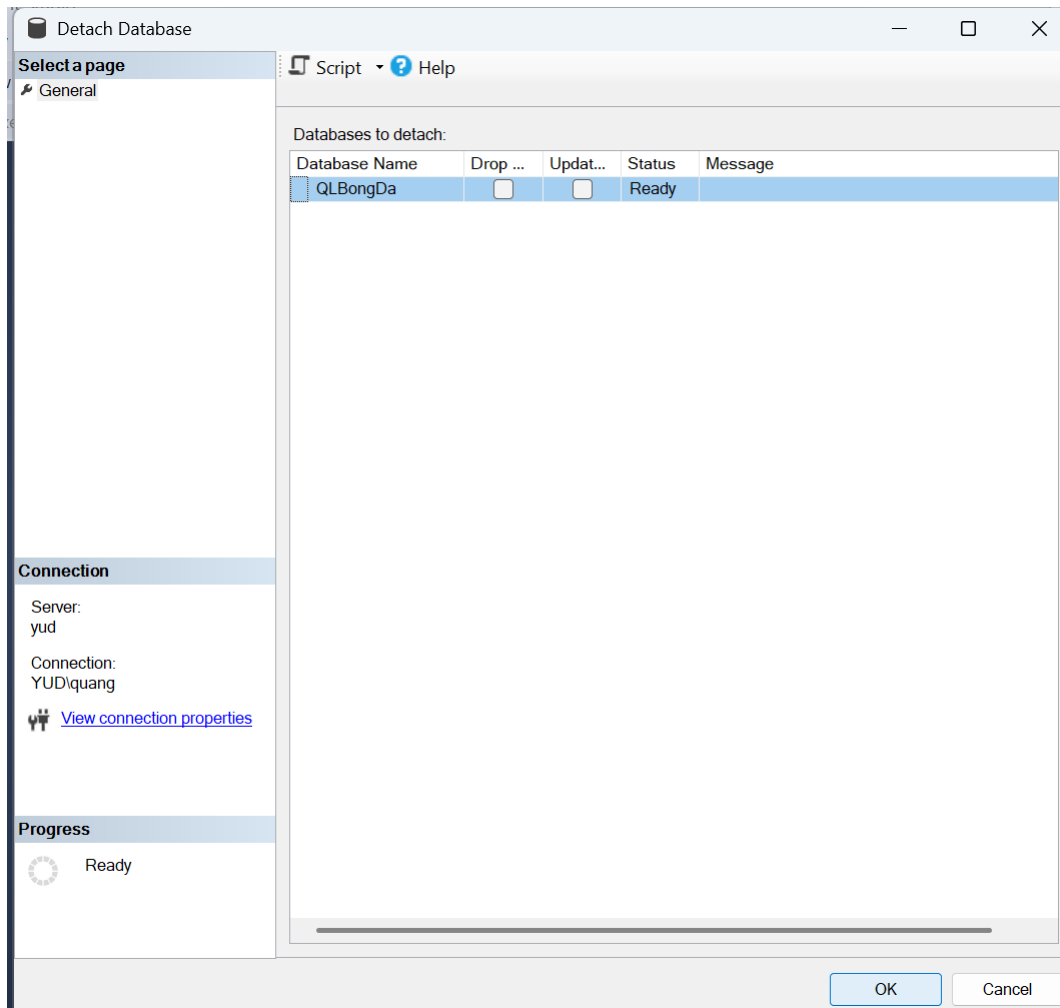 Detach Database
Select a page
General
Script Help
Databases to detach:
Database Name Drop ... Updat... Status Message
QLBongDa Ready
Connection
Server:
yud
Connection:
YUD\quang
View connection properties
Progress
Ready
OK Cancel